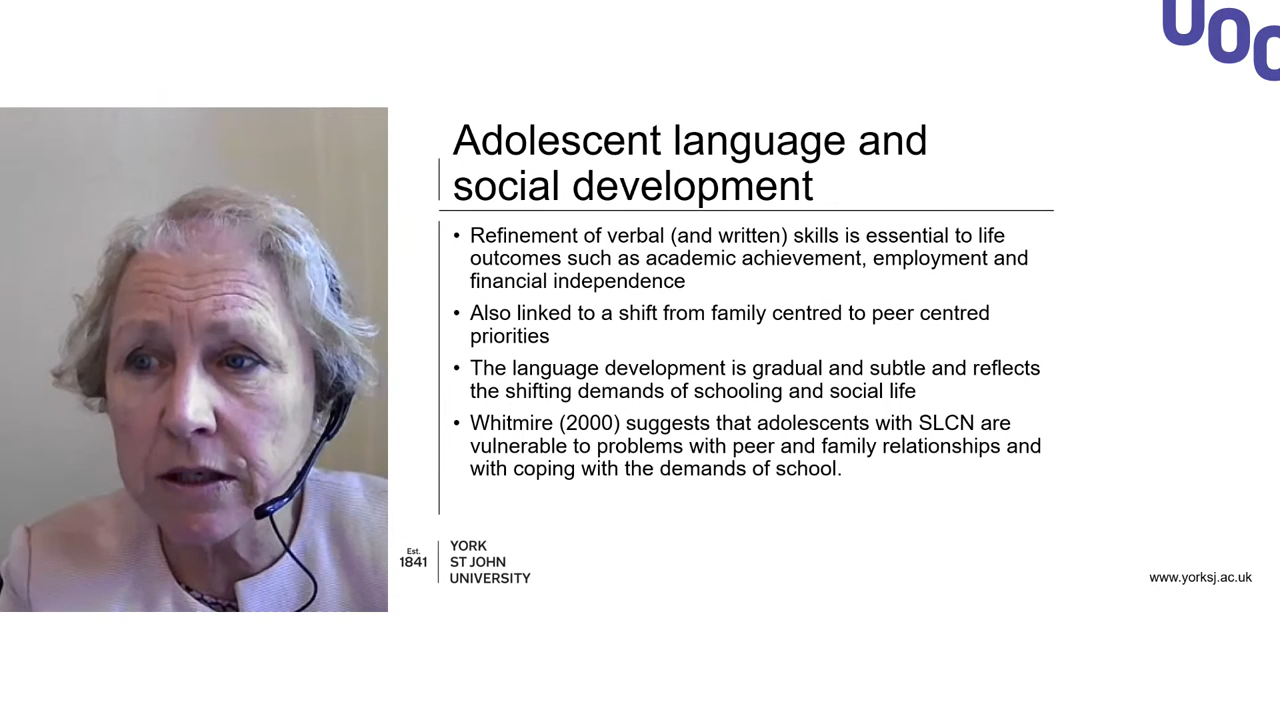 UOC
Adolescent language and
social development
• Refinement of verbal (and written) skills is essential to life
outcomes such as academic achievement, employment and
financial independence
• Also linked to a shift from family centred to peer centred
priorities
• The language development is gradual and subtle and reflects
the shifting demands of schooling and social life
• Whitmire (2000) suggests that adolescents with SLCN are
vulnerable to problems with peer and family relationships and
with coping with the demands of school.
Est.
1841
YORK
ST JOHN
UNIVERSITY
www.yorksj.ac.uk